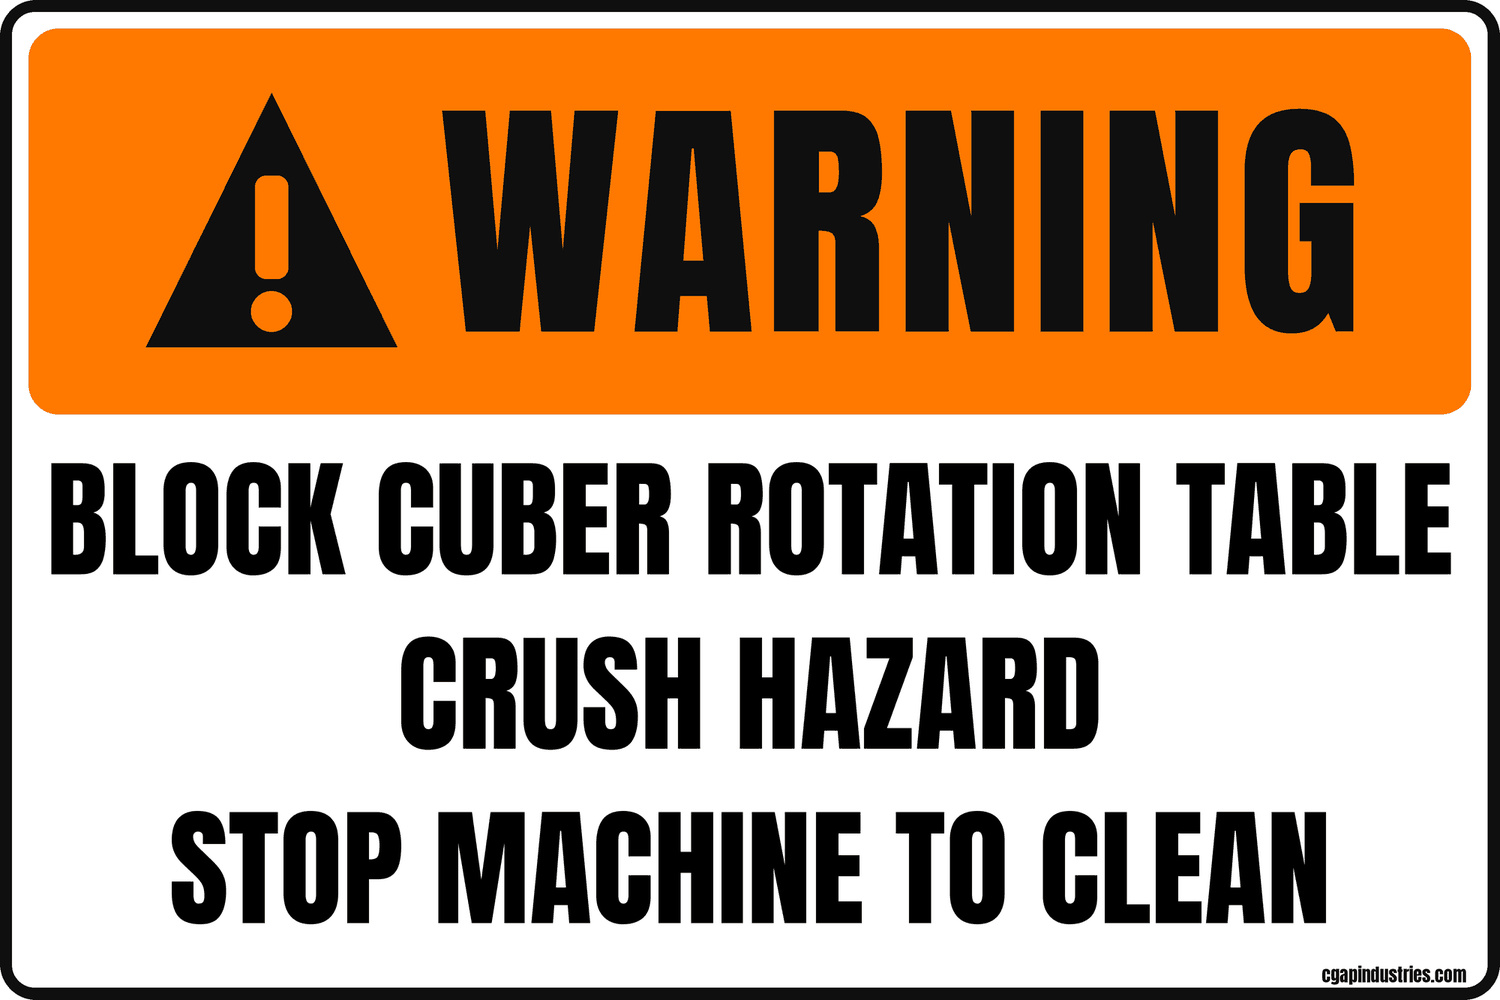 WARNING
BLOCK CUBER ROTATION TABLE
CRUSH HAZARD
STOP MACHINE TO CLEAN
cgapindustries.com